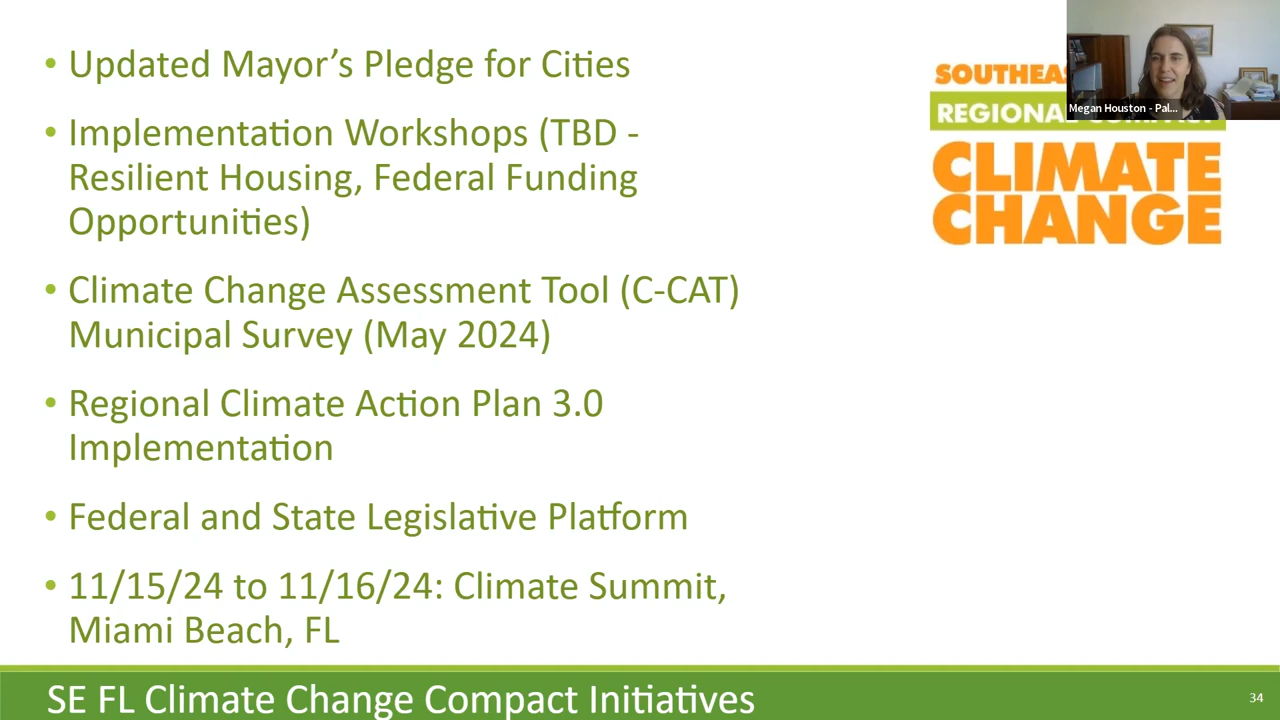 • Updated Mayor’s Pledge for Cities
• Implementation Workshops (TBD -
Resilient Housing, Federal Funding
Opportunities)
• Climate Change Assessment Tool (C-CAT)
Municipal Survey (May 2024)
• Regional Climate Action Plan 3.0
Implementation
• Federal and State Legislative Platform
• 11/15/24 to 11/16/24: Climate Summit,
Miami Beach, FL
REGIONAL
CLIMATE
CHANGE
Megan Houston - Pal...
SE FL Climate Change Compact Initiatives
34